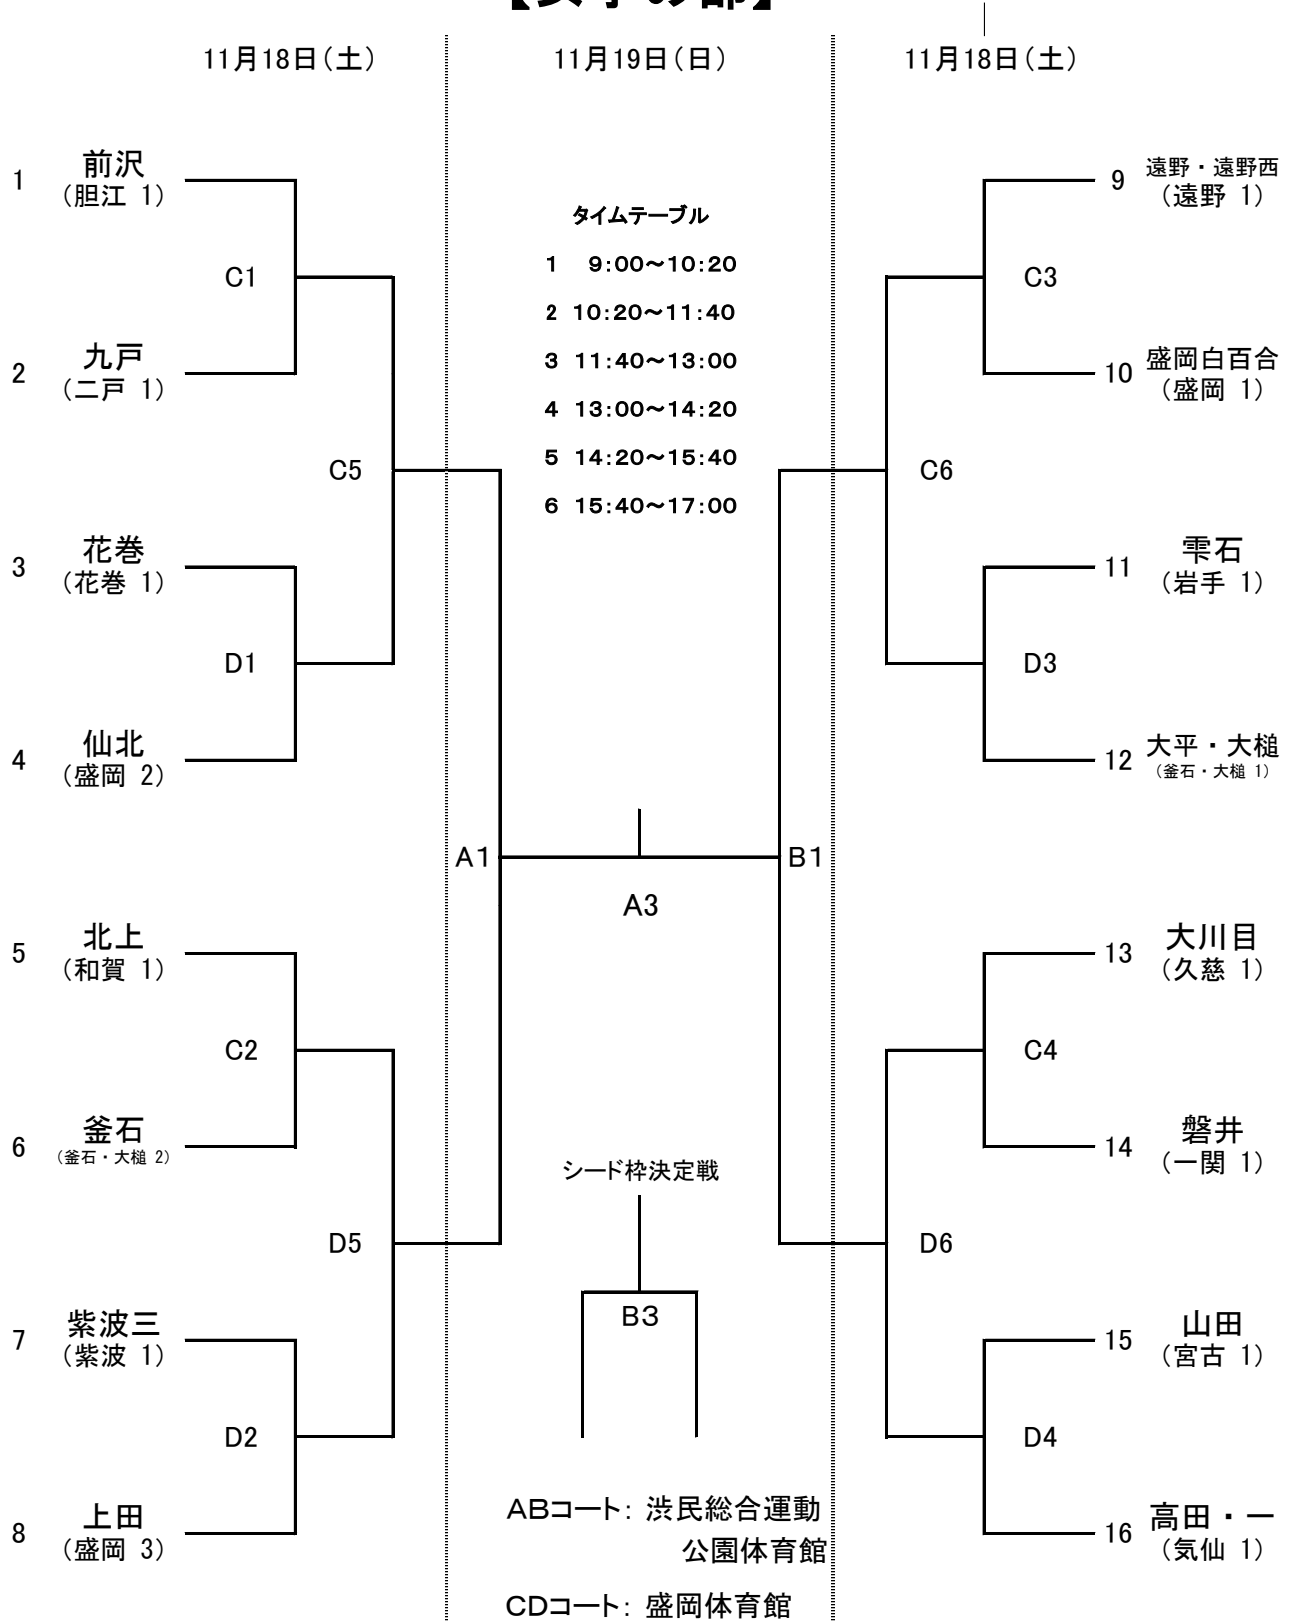 11月18日（土）
11月19日（日）
11月18日（土）
タイムテーブル
1 9:00～10:20
2 10:20～11:40
3 11:40～13:00
4 13:00～14:20
5 14:20～15:40
6 15:40～17:00
1 前沢
（胆江 1）
C1
2 九戸
（二戸 1）
C5
3 花巻
（花巻 1）
D1
4 仙北
（盛岡 2）
A1
5 北上
（和賀 1）
C2
6 釜石
（釜石・大槌 2）
D5
7 紫波三
（紫波 1）
D2
8 上田
（盛岡 3）
A3
シード枠決定戦
B3
ABコート： 渋民総合運動
公園体育館
CDコート： 盛岡体育館
9 遠野・遠野西
（遠野 1）
C3
10 盛岡白百合
（盛岡 1）
C6
11 雫石
（岩手 1）
D3
12 大平・大槌
（釜石・大槌 1）
B1
13 大川目
（久慈 1）
C4
14 磐井
（一関 1）
D6
15 山田
（宮古 1）
D4
16 高田・一
（気仙 1）